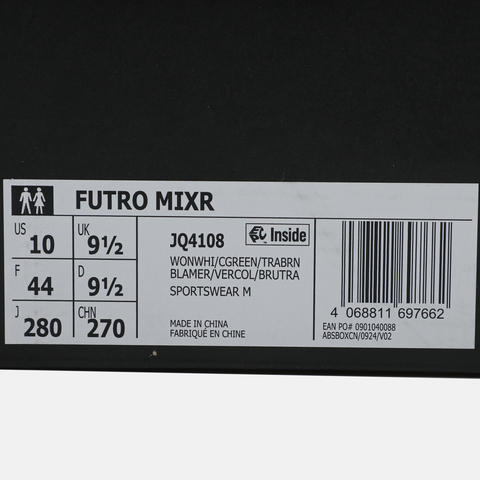 FUTRO MIXR
US 10 UK 9½
F 44 D 9½
J 280 CHN 270
JQ4108 Inside
WONWHI/CGREEN/TRABRN
BLAMER/VERCOL/BRUTRA
SPORTSWEAR M
MADE IN CHINA
FABRIQUÉ EN CHINE
4 068811 697662
EAN PO# 0901040088
ABSBOXCN/0924/V02